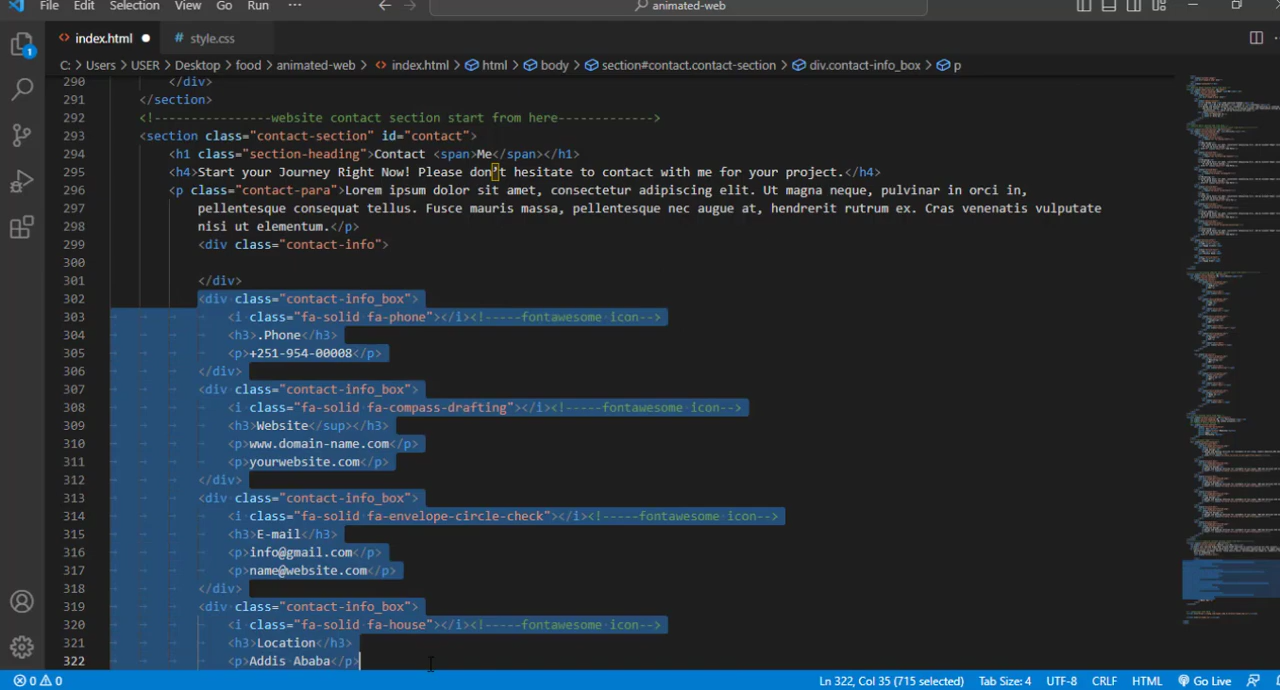 File Edit Selection View Go Run ··· animated-web
index.html style.css
C: > Users > USER > Desktop > food > animated-web > index.html > html > body > section#contact.contact-section > div.contact-info_box > p
290 </div>
291 </section>
292 <!----------------website contact section start from here------------->
293 <section class="contact-section" id="contact">
294 <h1 class="section-heading">Contact <span>Me</span></h1>
295 <h4>Start your Journey Right Now! Please don’t hesitate to contact with me for your project.</h4>
296 <p class="contact-para">Lorem ipsum dolor sit amet, consectetur adipiscing elit. Ut magna neque, pulvinar in orci in,
297 pellentesque consequat tellus. Fusce mauris massa, pellentesque nec augue at, hendrerit rutrum ex. Cras venenatis vulputate
298 nisi ut elementum.</p>
299 <div class="contact-info">
300
301 </div>
302 <div class="contact-info_box">
303 <i class="fa-solid fa-phone"></i><!-----fontawesome icon-->
304 <h3>.Phone</h3>
305 <p>+251-954-00008</p>
306 </div>
307 <div class="contact-info_box">
308 <i class="fa-solid fa-compass-drafting"></i><!-----fontawesome icon-->
309 <h3>Website</sup></h3>
310 <p>www.domain-name.com</p>
311 <p>yourwebsite.com</p>
312 </div>
313 <div class="contact-info_box">
314 <i class="fa-solid fa-envelope-circle-check"></i><!-----fontawesome icon-->
315 <h3>E-mail</h3>
316 <p>info@gmail.com</p>
317 <p>name@website.com</p>
318 </div>
319 <div class="contact-info_box">
320 <i class="fa-solid fa-house"></i><!-----fontawesome icon-->
321 <h3>Location</h3>
322 <p>Addis Ababa</p>
0 0 Ln 322, Col 35 (715 selected) Tab Size: 4 UTF-8 CRLF HTML Go Live